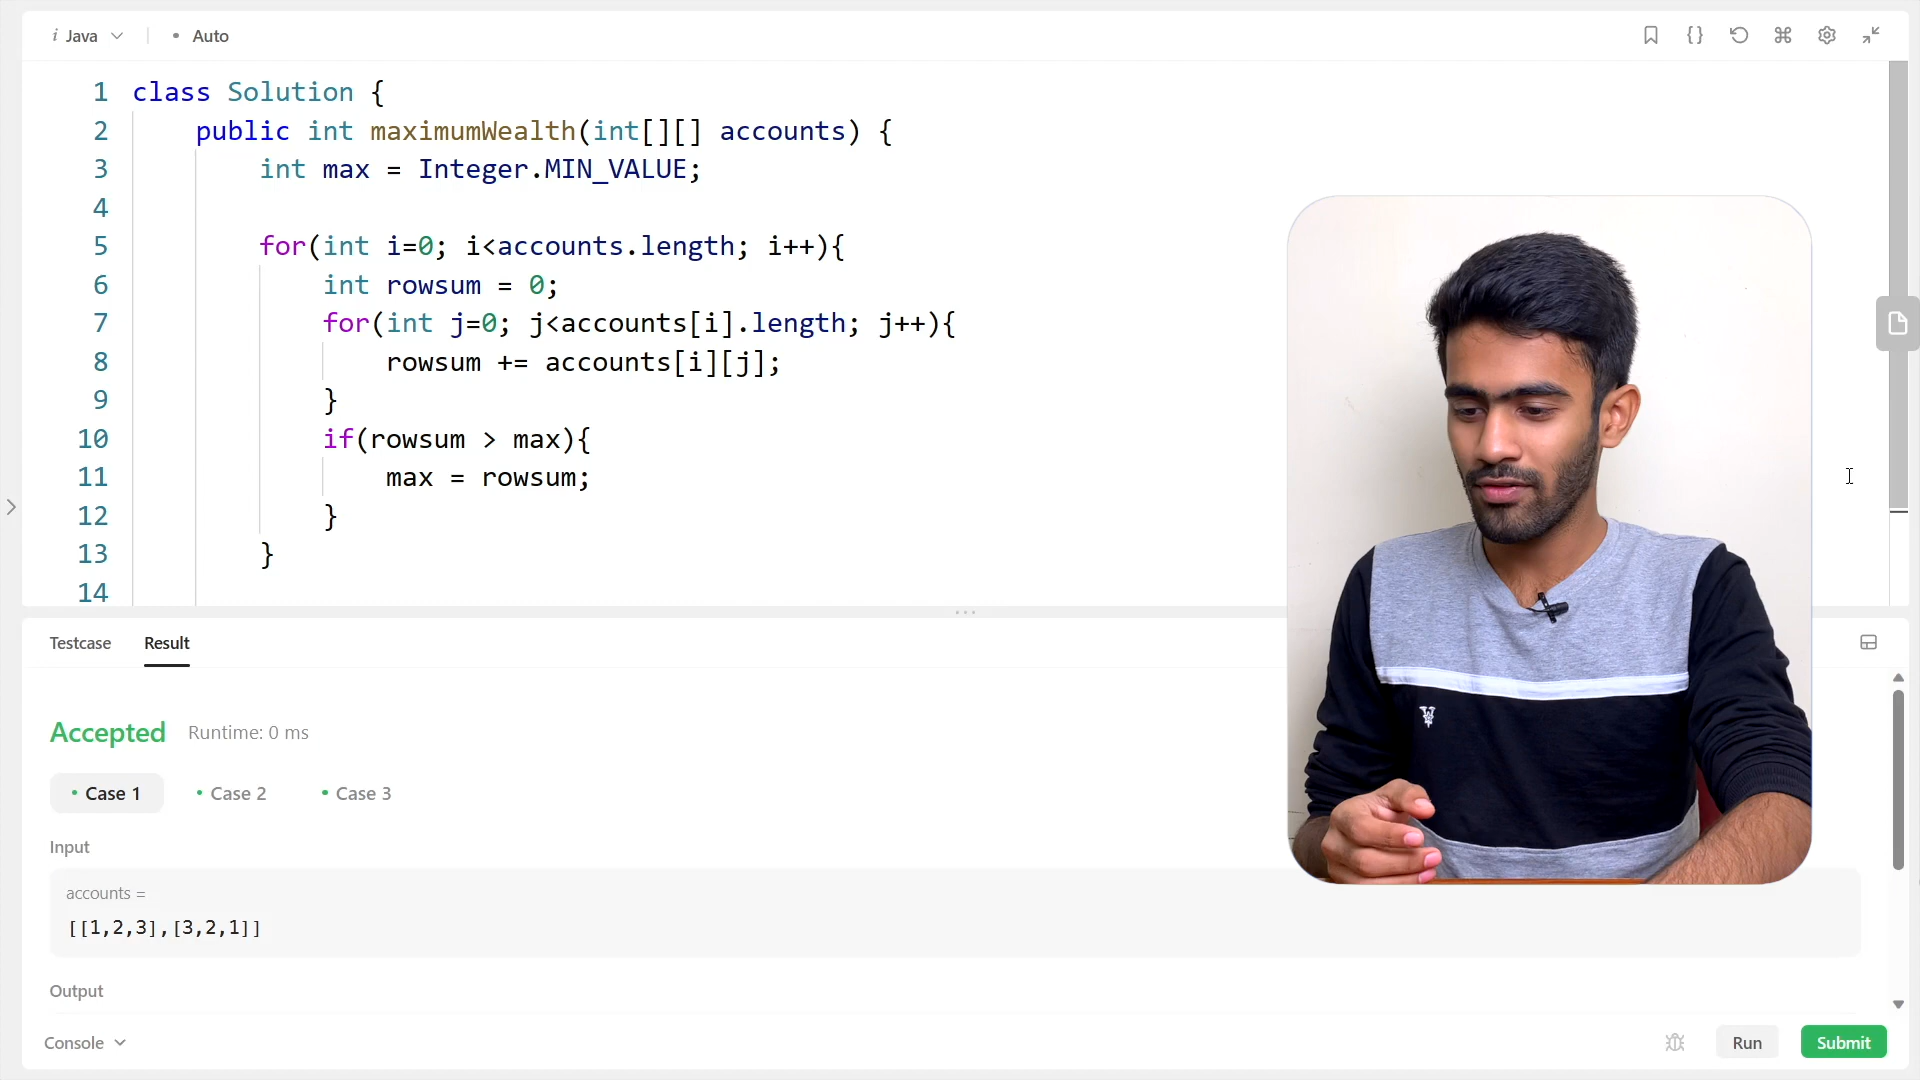 i Java • Auto
1 class Solution {
2 public int maximumWealth(int[][] accounts) {
3 int max = Integer.MIN_VALUE;
4
5 for(int i=0; i<accounts.length; i++){
6 int rowsum = 0;
7 for(int j=0; j<accounts[i].length; j++){
8 rowsum += accounts[i][j];
9 }
10 if(rowsum > max){
11 max = rowsum;
12 }
13 }
14
Testcase Result
Accepted Runtime: 0 ms
• Case 1 • Case 2 • Case 3
Input
accounts =
[[1,2,3],[3,2,1]]
Output
Console Run Submit